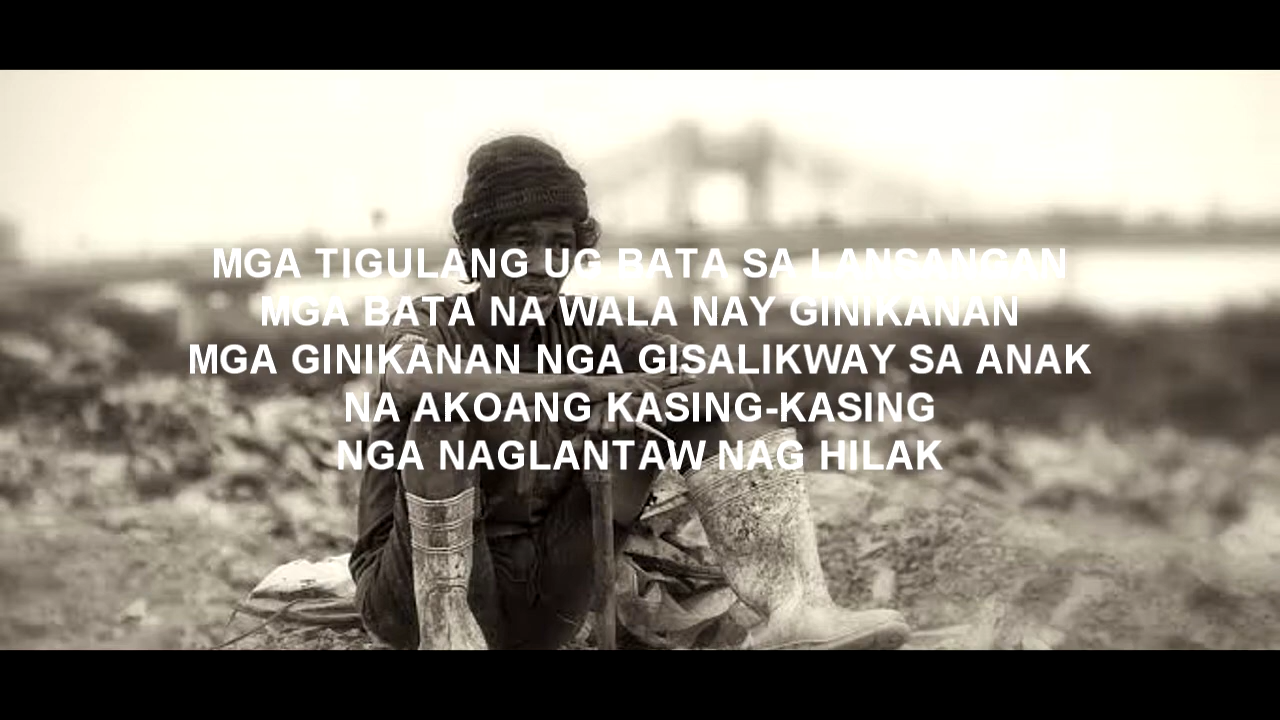 MGA TIGULANG UG BATA SA LANSANGAN
MGA BATA NA WALA NAY GINIKANAN
MGA GINIKANAN NGA GISALIKWAY SA ANAK
NA AKOANG KASING-KASING
NGA NAGLANTAW NAG HILAK